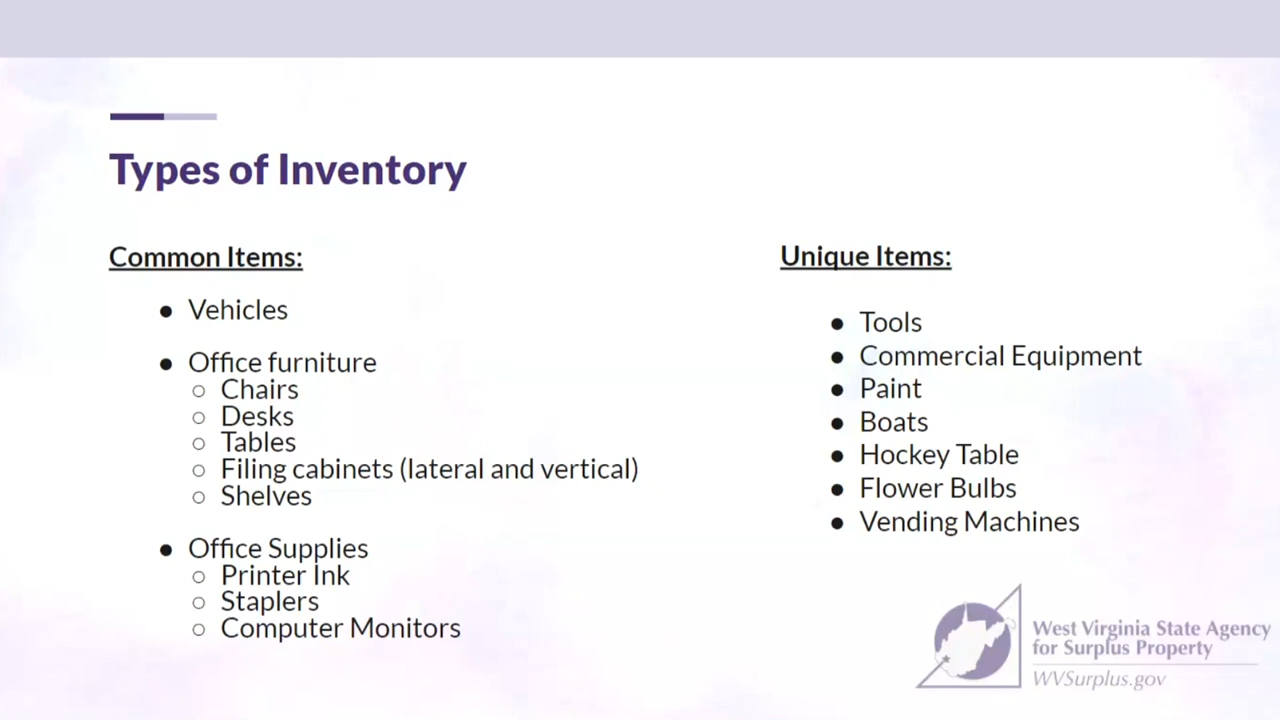 Types of Inventory
Common Items:
● Vehicles
● Office furniture
○ Chairs
○ Desks
○ Tables
○ Filing cabinets (lateral and vertical)
○ Shelves
● Office Supplies
○ Printer Ink
○ Staplers
○ Computer Monitors
Unique Items:
● Tools
● Commercial Equipment
● Paint
● Boats
● Hockey Table
● Flower Bulbs
● Vending Machines
West Virginia State Agency
for Surplus Property
WVSurplus.gov